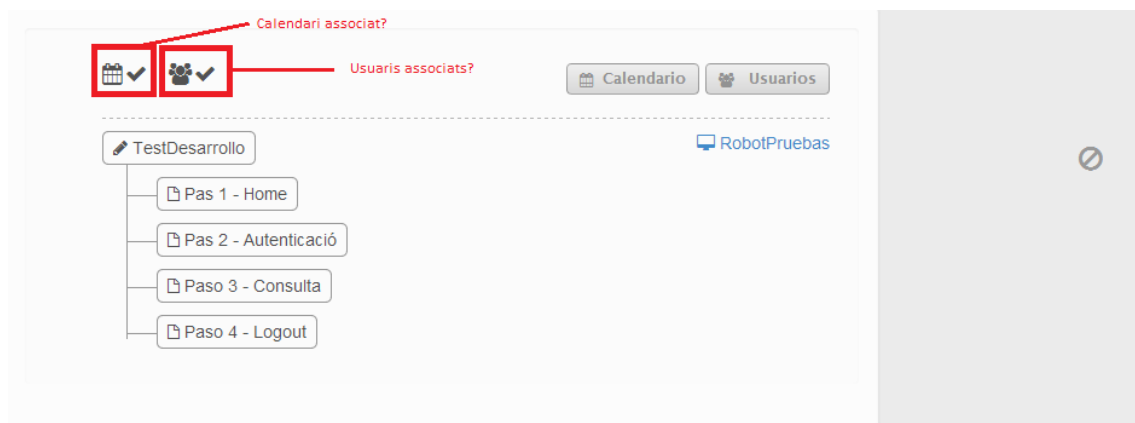 Calendari associat?
Usuaris associats?
Calendario
Usuarios
TestDesarrollo
RobotPruebas
Pas 1 - Home
Pas 2 - Autenticació
Paso 3 - Consulta
Paso 4 - Logout